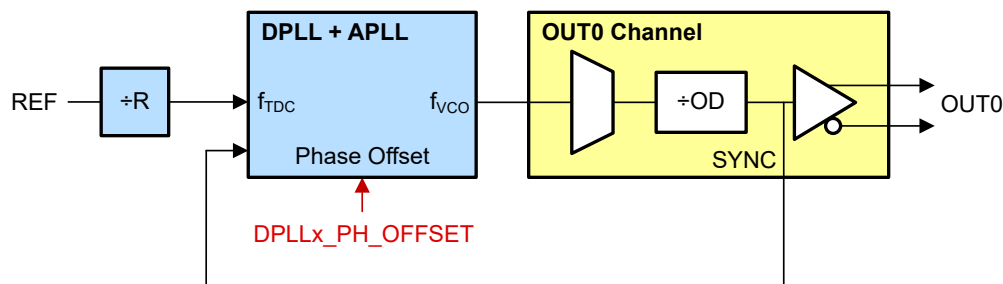 DPLL + APLL
OUT0 Channel
REF
÷R
fTDC
fVCO
÷OD
OUT0
Phase Offset
SYNC
DPLLx_PH_OFFSET